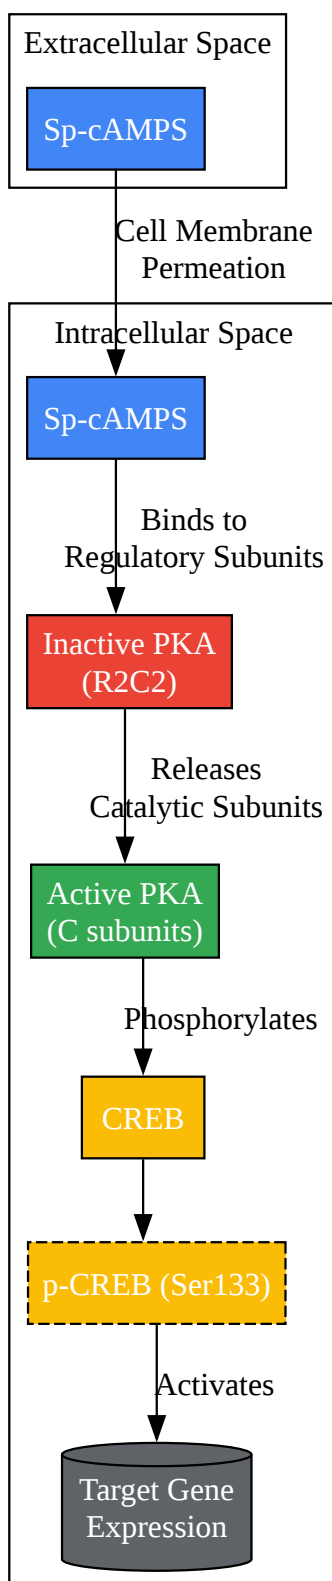 Extracellular Space
Sp-cAMPS
Cell Membrane
Permeation
Intracellular Space
Sp-cAMPS
Binds to
Regulatory Subunits
Inactive PKA
(R2C2)
Releases
Catalytic Subunits
Active PKA
(C subunits)
Phosphorylates
CREB
p-CREB (Ser133)
Activates
Target Gene
Expression